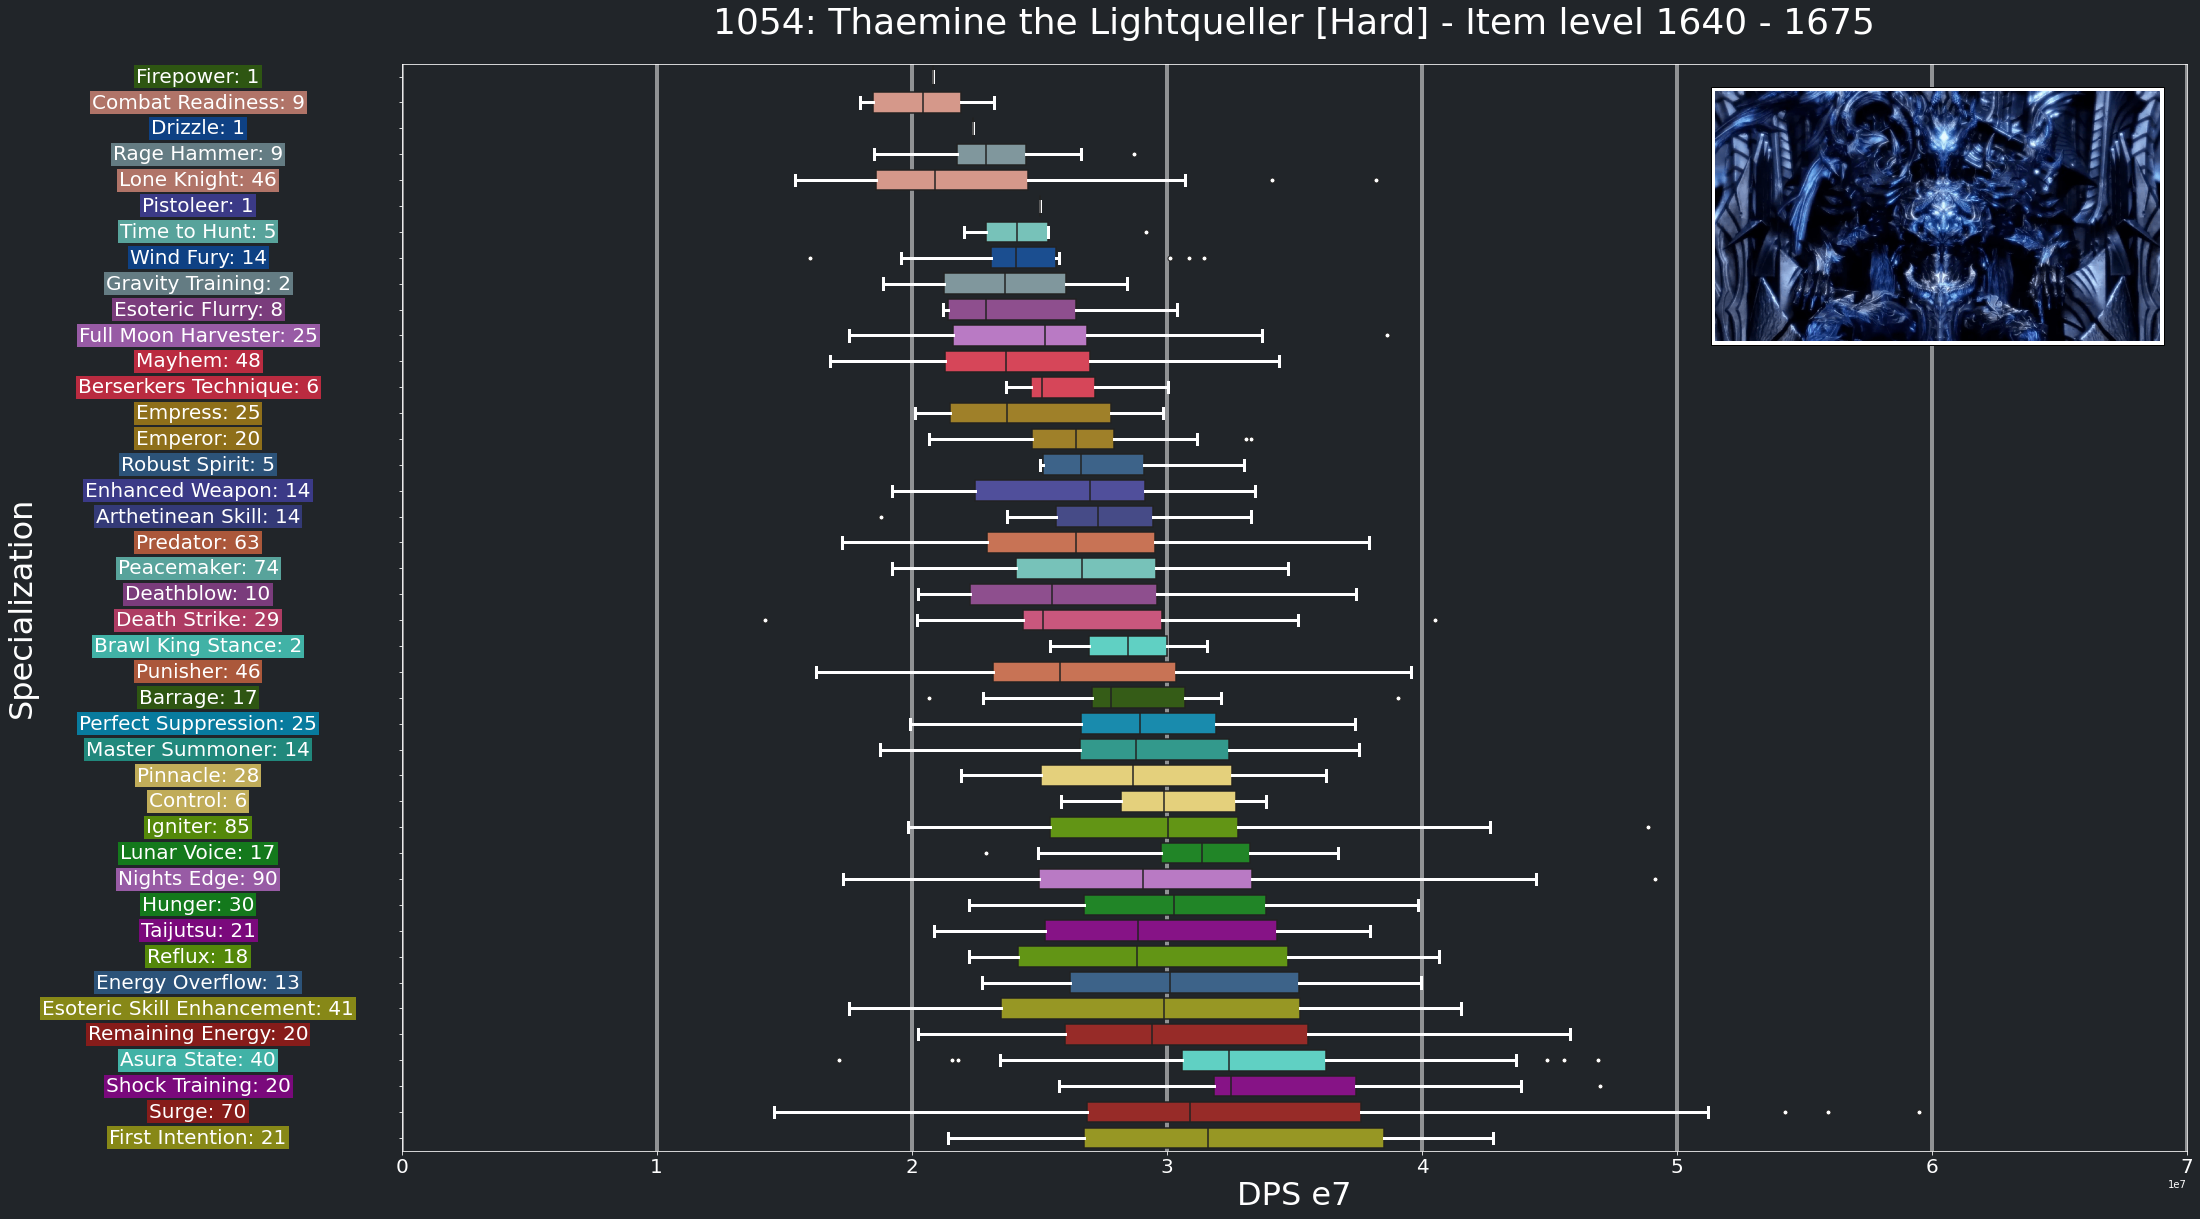 1054: Thaemine the Lightqueller [Hard] - Item level 1640 - 1675
Specialization
Firepower: 1
Combat Readiness: 9
Drizzle: 1
Rage Hammer: 9
Lone Knight: 46
Pistoleer: 1
Time to Hunt: 5
Wind Fury: 14
Gravity Training: 2
Esoteric Flurry: 8
Full Moon Harvester: 25
Mayhem: 48
Berserkers Technique: 6
Empress: 25
Emperor: 20
Robust Spirit: 5
Enhanced Weapon: 14
Arthetinean Skill: 14
Predator: 63
Peacemaker: 74
Deathblow: 10
Death Strike: 29
Brawl King Stance: 2
Punisher: 46
Barrage: 17
Perfect Suppression: 25
Master Summoner: 14
Pinnacle: 28
Control: 6
Igniter: 85
Lunar Voice: 17
Nights Edge: 90
Hunger: 30
Taijutsu: 21
Reflux: 18
Energy Overflow: 13
Esoteric Skill Enhancement: 41
Remaining Energy: 20
Asura State: 40
Shock Training: 20
Surge: 70
First Intention: 21
0 1 2 3 4 5 6 7
1e7
DPS e7